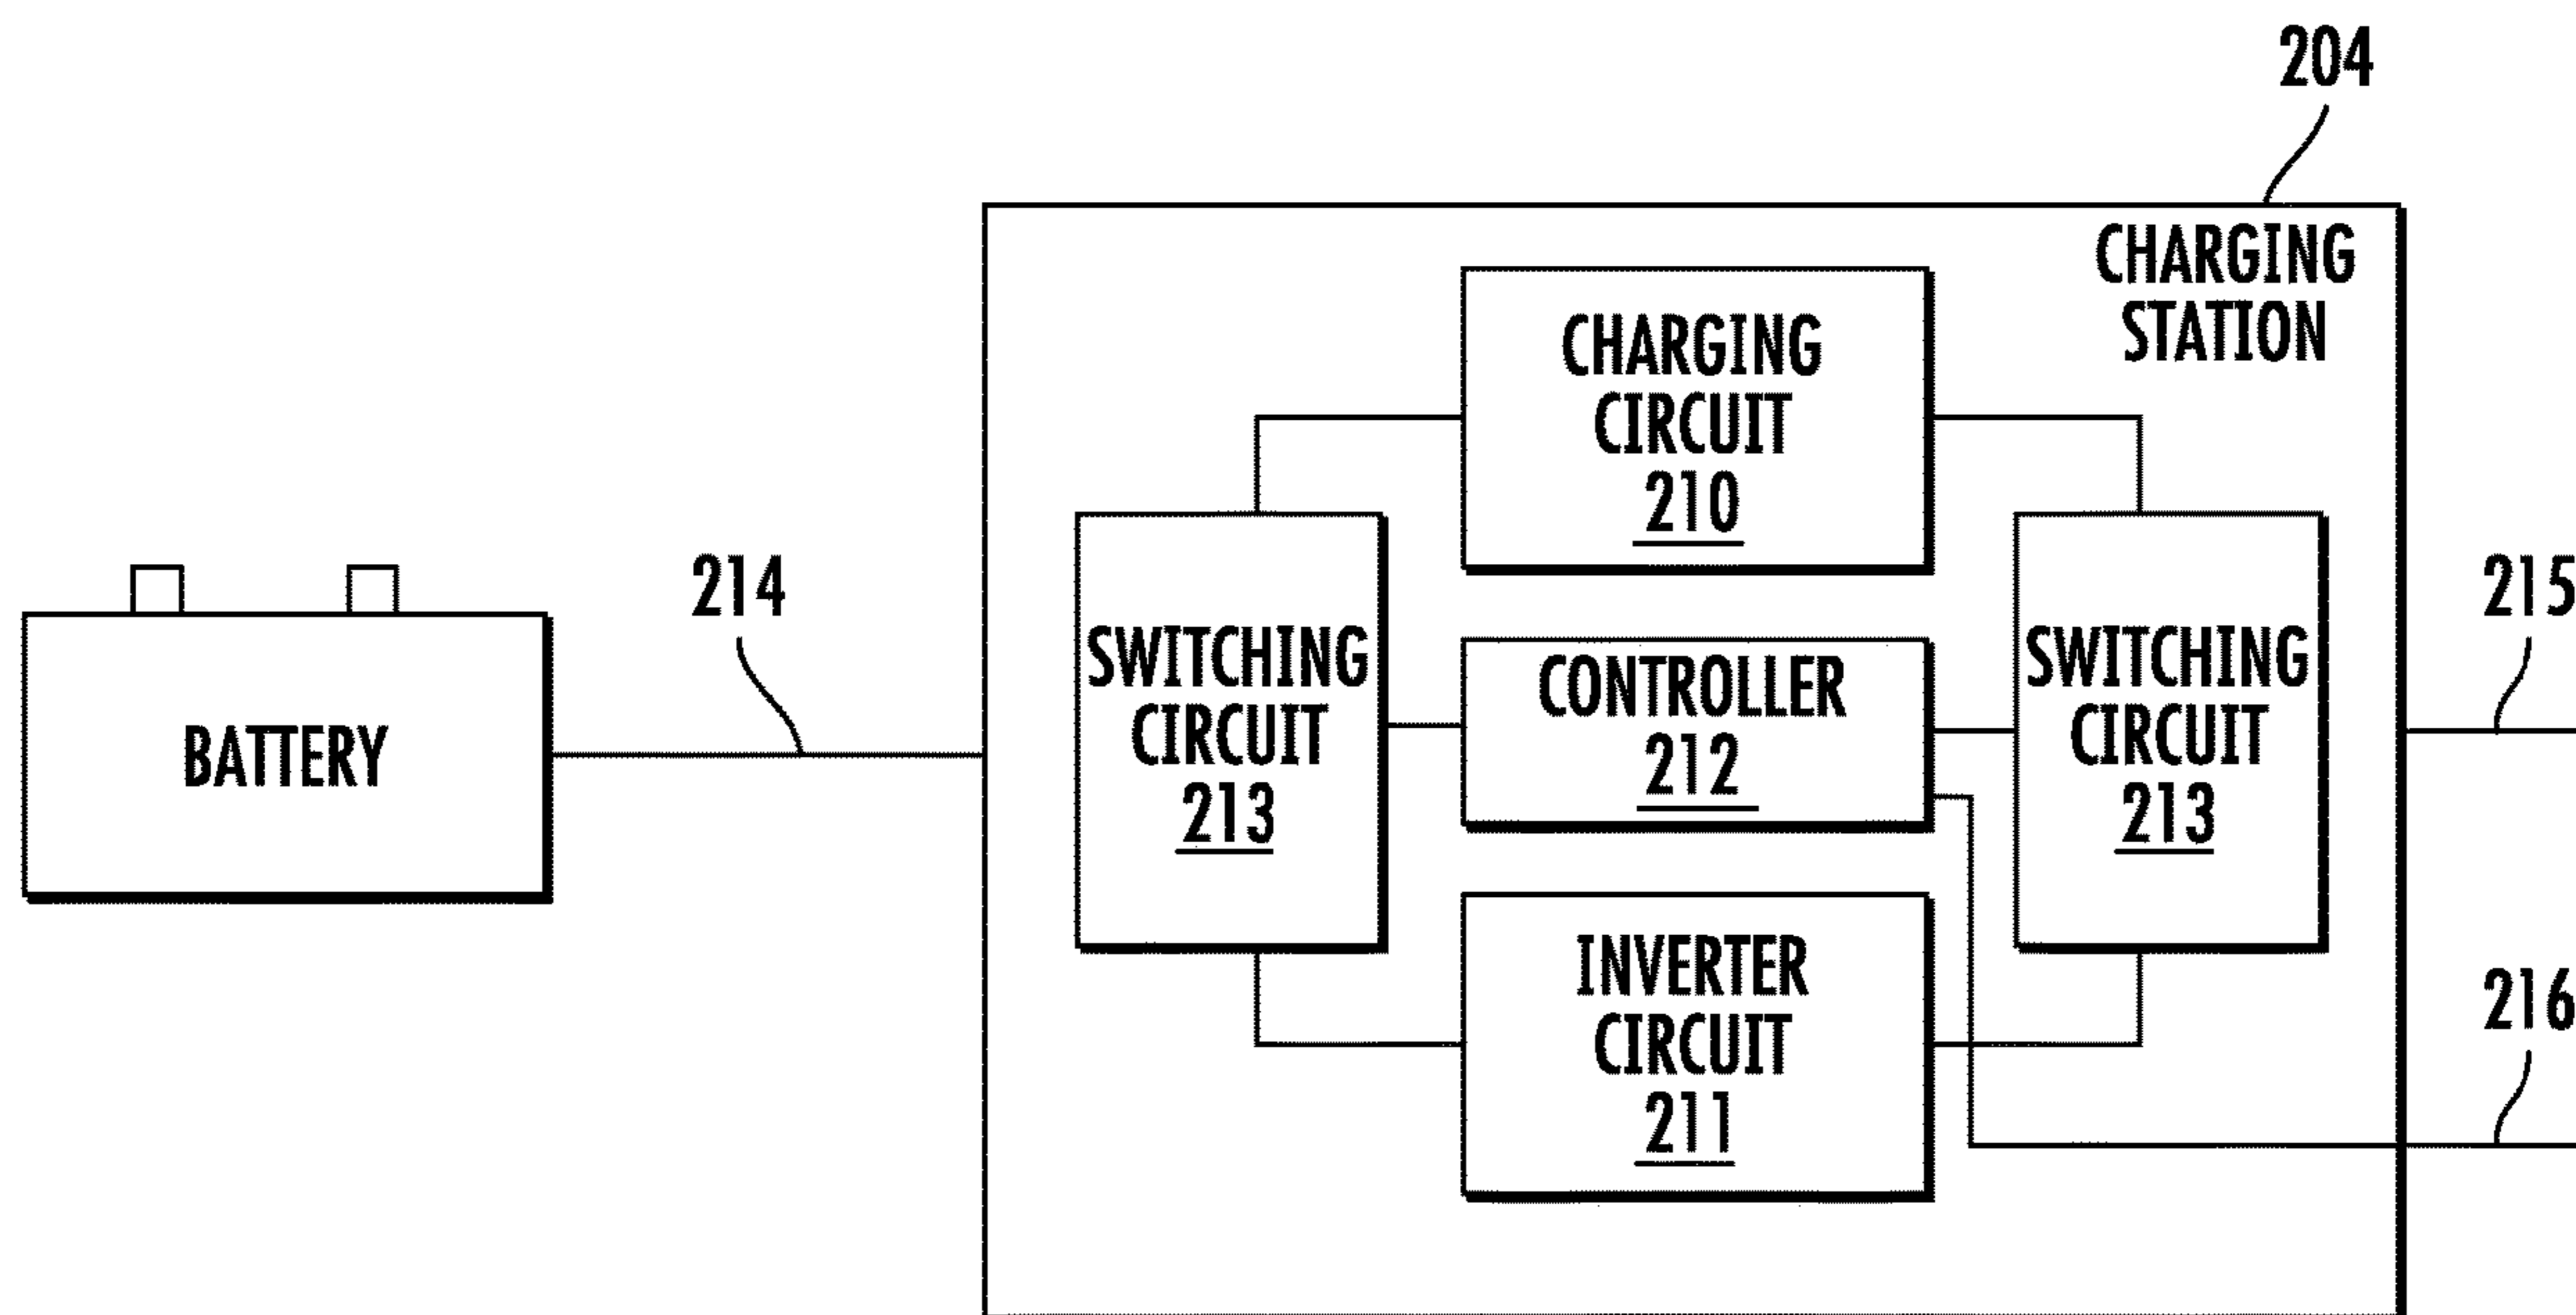 204
CHARGING
STATION
CHARGING
CIRCUIT
210
214
215
SWITCHING
CIRCUIT
213
CONTROLLER
212
SWITCHING
CIRCUIT
213
BATTERY
INVERTER
CIRCUIT
211
216